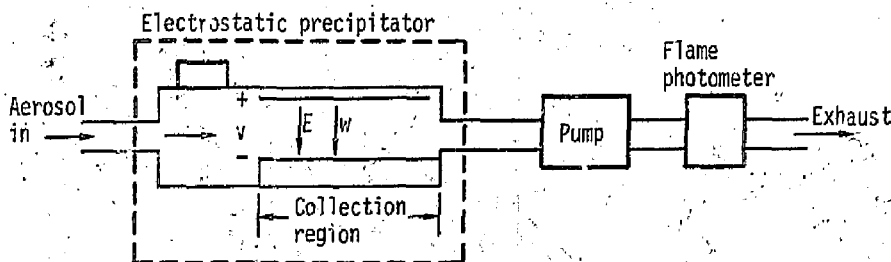 Electrostatic precipitator
Flame
photometer
Aerosol
in
+
E
w
v
−
Pump
Exhaust
Collection
region